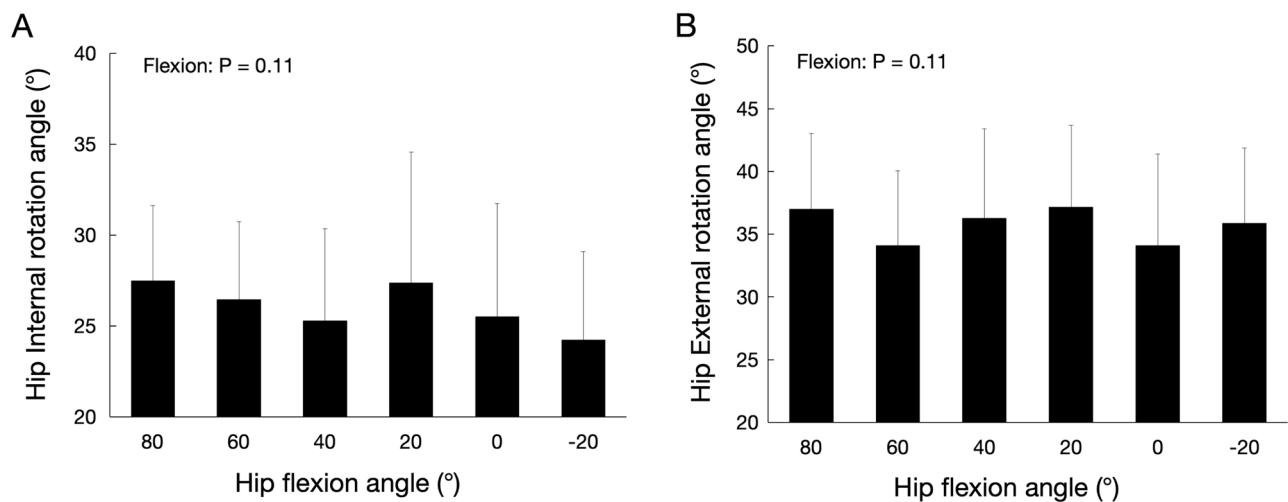 A
Flexion: P = 0.11
Hip Internal rotation angle (°)
40
35
30
25
20
80 60 40 20 0 -20
Hip flexion angle (°)
B
Flexion: P = 0.11
Hip External rotation angle (°)
50
45
40
35
30
25
20
80 60 40 20 0 -20
Hip flexion angle (°)